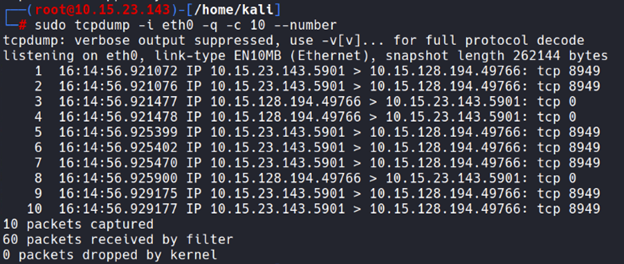 ┌──(root@10.15.23.143)-[/home/kali]
└─# sudo tcpdump -i eth0 -q -c 10 --number
tcpdump: verbose output suppressed, use -v[v]... for full protocol decode
listening on eth0, link-type EN10MB (Ethernet), snapshot length 262144 bytes
    1  16:14:56.921072 IP 10.15.23.143.5901 > 10.15.128.194.49766: tcp 8949
    2  16:14:56.921076 IP 10.15.23.143.5901 > 10.15.128.194.49766: tcp 8949
    3  16:14:56.921477 IP 10.15.128.194.49766 > 10.15.23.143.5901: tcp 0
    4  16:14:56.921478 IP 10.15.128.194.49766 > 10.15.23.143.5901: tcp 0
    5  16:14:56.925399 IP 10.15.23.143.5901 > 10.15.128.194.49766: tcp 8949
    6  16:14:56.925402 IP 10.15.23.143.5901 > 10.15.128.194.49766: tcp 8949
    7  16:14:56.925470 IP 10.15.23.143.5901 > 10.15.128.194.49766: tcp 8949
    8  16:14:56.925900 IP 10.15.128.194.49766 > 10.15.23.143.5901: tcp 0
    9  16:14:56.929175 IP 10.15.23.143.5901 > 10.15.128.194.49766: tcp 8949
   10  16:14:56.929177 IP 10.15.23.143.5901 > 10.15.128.194.49766: tcp 8949
10 packets captured
60 packets received by filter
0 packets dropped by kernel